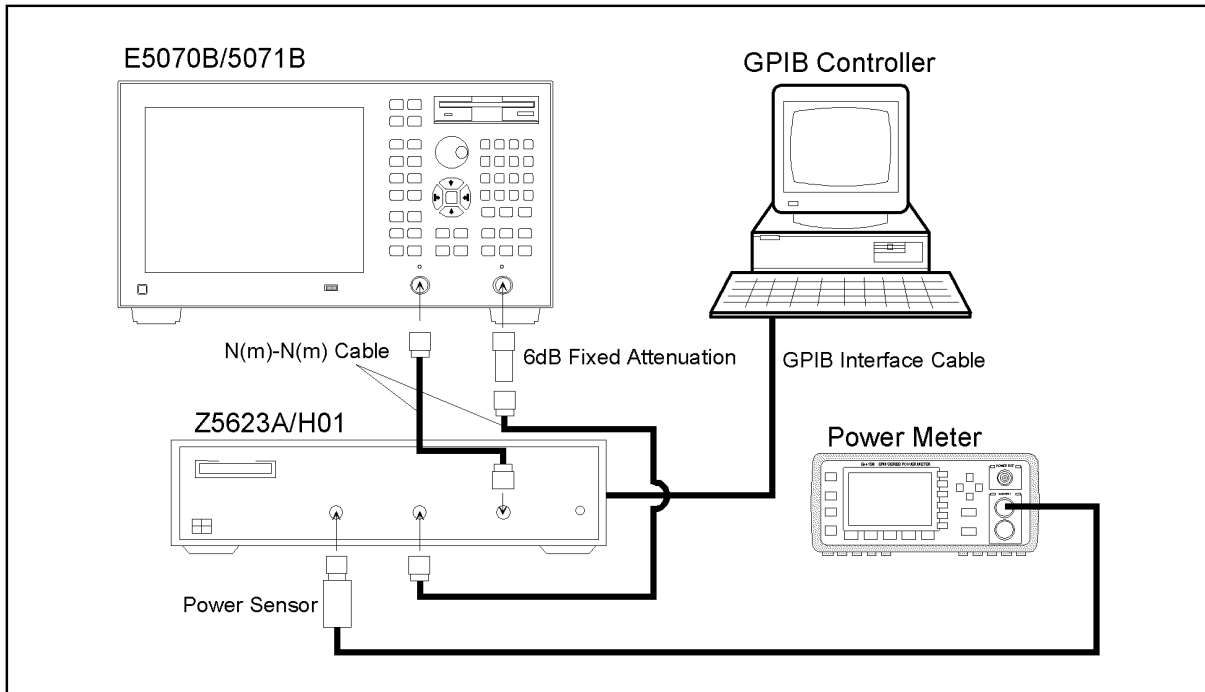 E5070B/5071B
GPIB Controller
N(m)-N(m) Cable
6dB Fixed Attenuation
GPIB Interface Cable
Z5623A/H01
Power Meter
Power Sensor